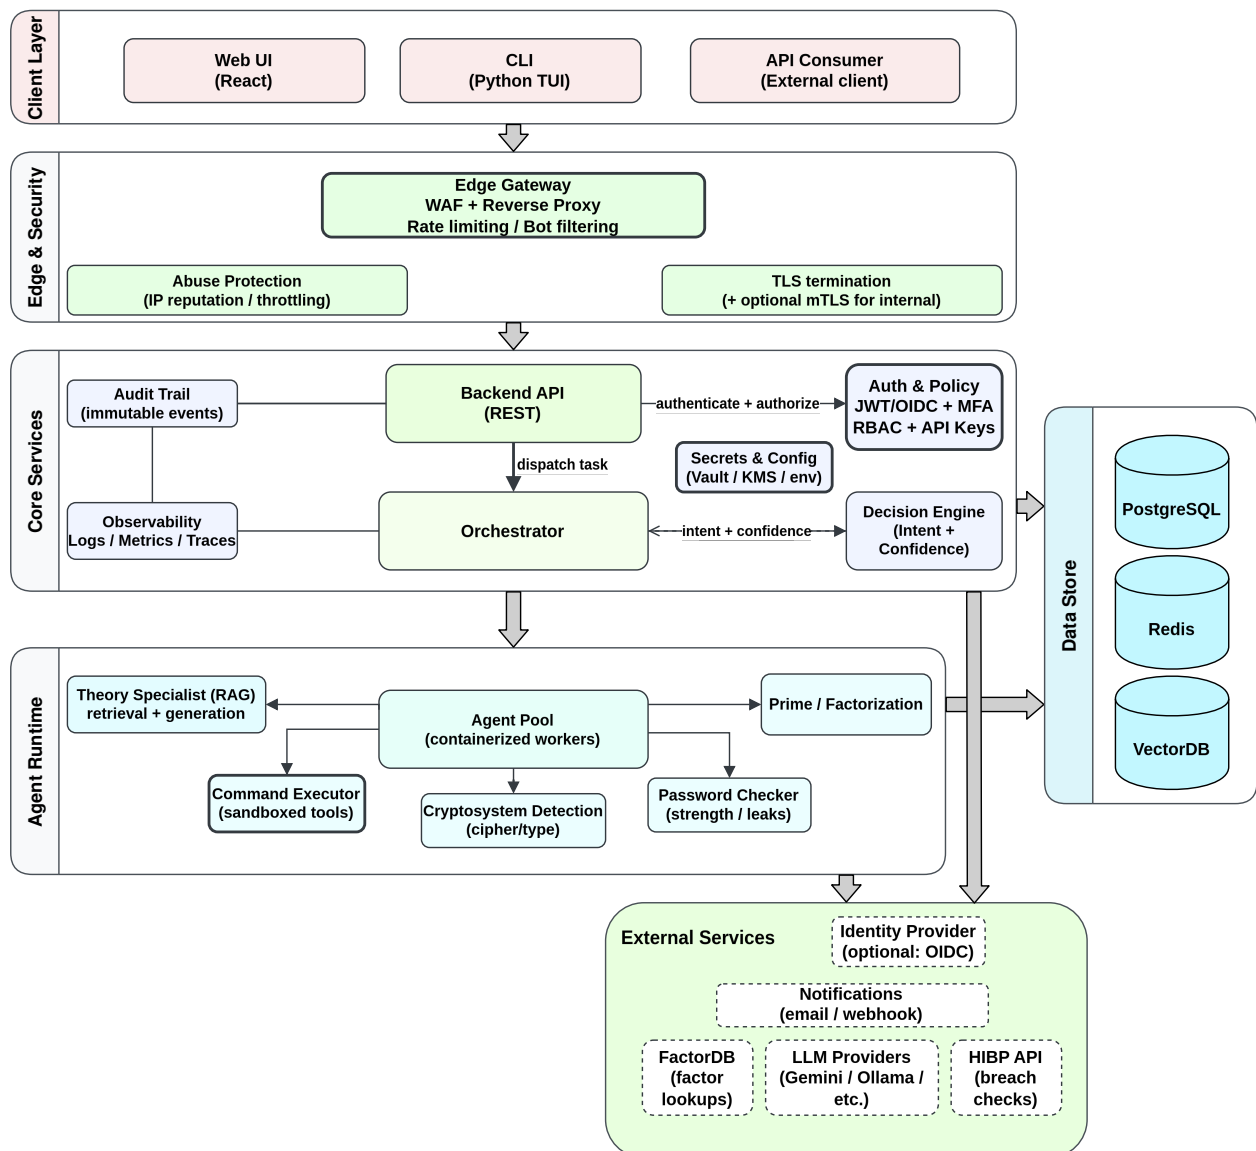 Client Layer
Web UI
(React)
CLI
(Python TUI)
API Consumer
(External client)
Edge & Security
Edge Gateway
WAF + Reverse Proxy
Rate limiting / Bot filtering
Abuse Protection
(IP reputation / throttling)
TLS termination
(+ optional mTLS for internal)
Core Services
Audit Trail
(immutable events)
Backend API
(REST)
authenticate + authorize
Auth & Policy
JWT/OIDC + MFA
RBAC + API Keys
dispatch task
Secrets & Config
(Vault / KMS / env)
Observability
Logs / Metrics / Traces
Orchestrator
intent + confidence
Decision Engine
(Intent +
Confidence)
Data Store
PostgreSQL
Redis
VectorDB
Agent Runtime
Theory Specialist (RAG)
retrieval + generation
Agent Pool
(containerized workers)
Prime / Factorization
Command Executor
(sandboxed tools)
Cryptosystem Detection
(cipher/type)
Password Checker
(strength / leaks)
External Services
Identity Provider
(optional: OIDC)
Notifications
(email / webhook)
FactorDB
(factor
lookups)
LLM Providers
(Gemini / Ollama /
etc.)
HIBP API
(breach
checks)